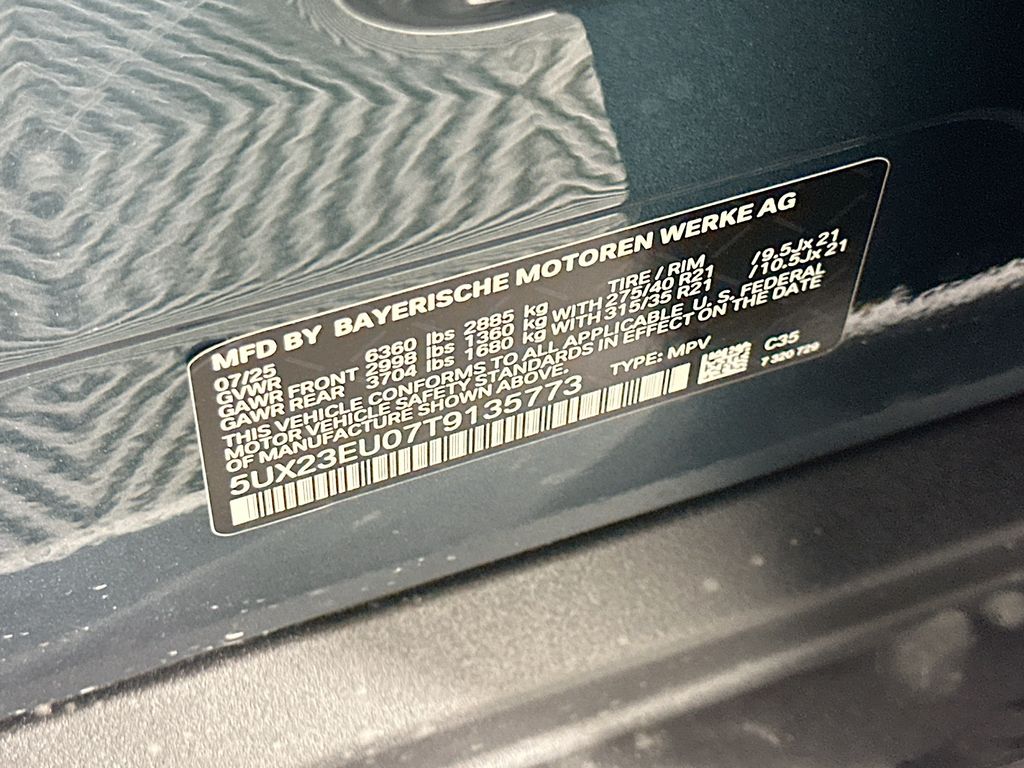 MFD BY BAYERISCHE MOTOREN WERKE AG
07/25 TIRE / RIM
GVWR 6360 lbs 2885 kg
GAWR FRONT 2998 lbs 1360 kg WITH 275/40 R21 /9.5Jx 21
GAWR REAR 3704 lbs 1680 kg WITH 315/35 R21 /10.5Jx 21
THIS VEHICLE CONFORMS TO ALL APPLICABLE U. S. FEDERAL
MOTOR VEHICLE SAFETY STANDARDS IN EFFECT ON THE DATE
OF MANUFACTURE SHOWN ABOVE.
5UX23EU07T9135773 TYPE: MPV C35
7 320 729